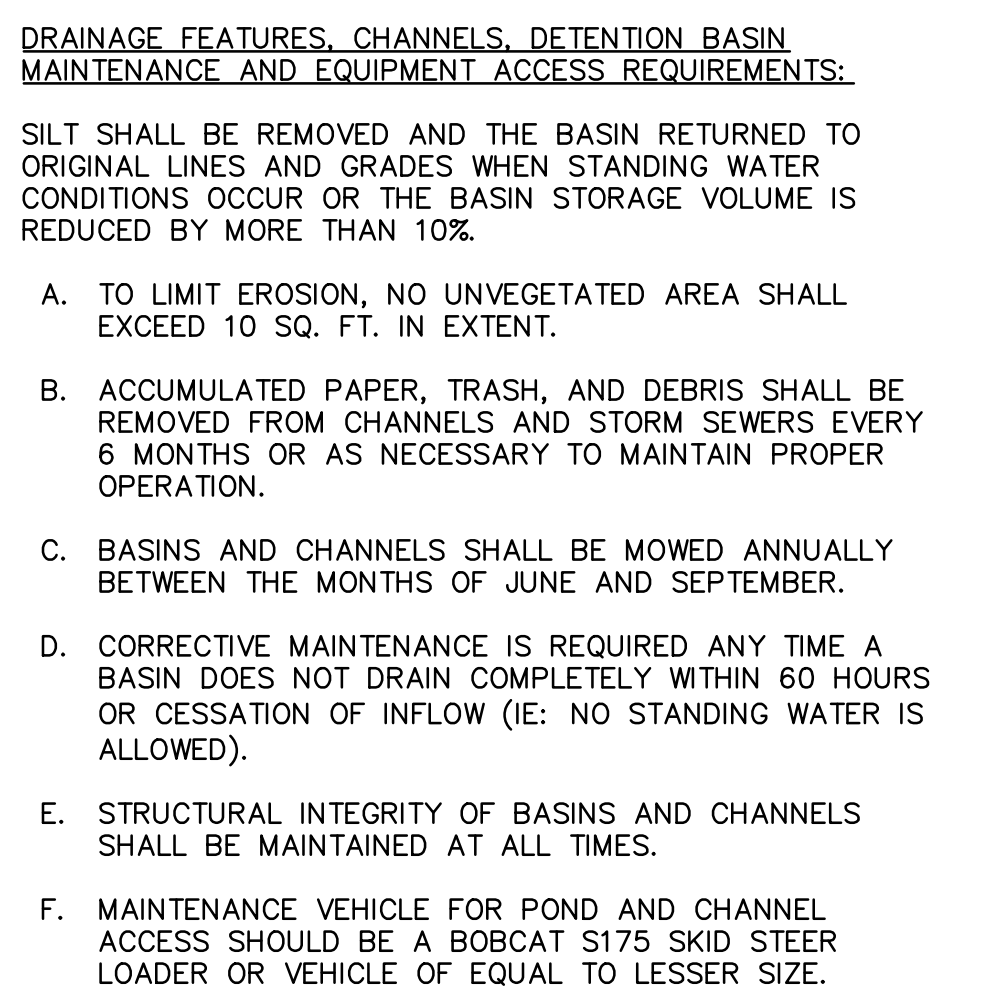 DRAINAGE FEATURES, CHANNELS, DETENTION BASIN
MAINTENANCE AND EQUIPMENT ACCESS REQUIREMENTS:
SILT SHALL BE REMOVED AND THE BASIN RETURNED TO
ORIGINAL LINES AND GRADES WHEN STANDING WATER
CONDITIONS OCCUR OR THE BASIN STORAGE VOLUME IS
REDUCED BY MORE THAN 10%.
A. TO LIMIT EROSION, NO UNVEGETATED AREA SHALL
EXCEED 10 SQ. FT. IN EXTENT.
B. ACCUMULATED PAPER, TRASH, AND DEBRIS SHALL BE
REMOVED FROM CHANNELS AND STORM SEWERS EVERY
6 MONTHS OR AS NECESSARY TO MAINTAIN PROPER
OPERATION.
C. BASINS AND CHANNELS SHALL BE MOWED ANNUALLY
BETWEEN THE MONTHS OF JUNE AND SEPTEMBER.
D. CORRECTIVE MAINTENANCE IS REQUIRED ANY TIME A
BASIN DOES NOT DRAIN COMPLETELY WITHIN 60 HOURS
OR CESSATION OF INFLOW (IE: NO STANDING WATER IS
ALLOWED).
E. STRUCTURAL INTEGRITY OF BASINS AND CHANNELS
SHALL BE MAINTAINED AT ALL TIMES.
F. MAINTENANCE VEHICLE FOR POND AND CHANNEL
ACCESS SHOULD BE A BOBCAT S175 SKID STEER
LOADER OR VEHICLE OF EQUAL TO LESSER SIZE.